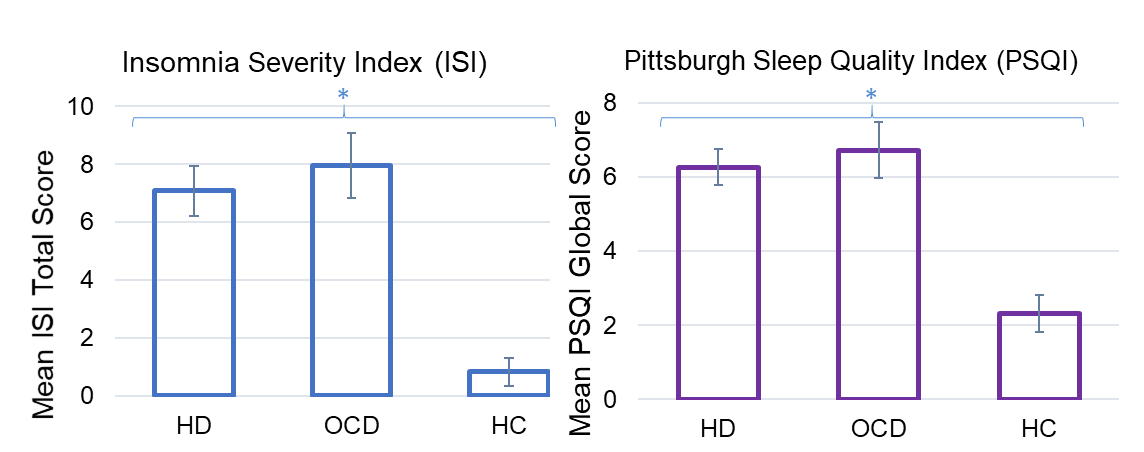 Insomnia Severity Index (ISI)
*
Mean ISI Total Score
10
8
6
4
2
0
HD OCD HC
Pittsburgh Sleep Quality Index (PSQI)
*
Mean PSQI Global Score
8
6
4
2
0
HD OCD HC